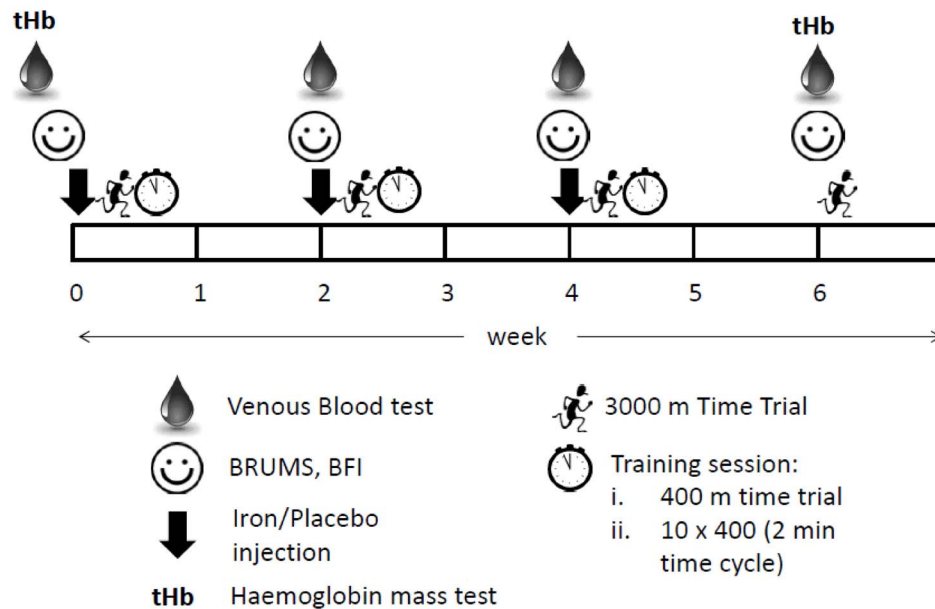 tHb
tHb
0 1 2 3 4 5 6
week
Venous Blood test
3000 m Time Trial
BRUMS, BFI
Training session:
i. 400 m time trial
ii. 10 x 400 (2 min
time cycle)
Iron/Placebo
injection
tHb Haemoglobin mass test